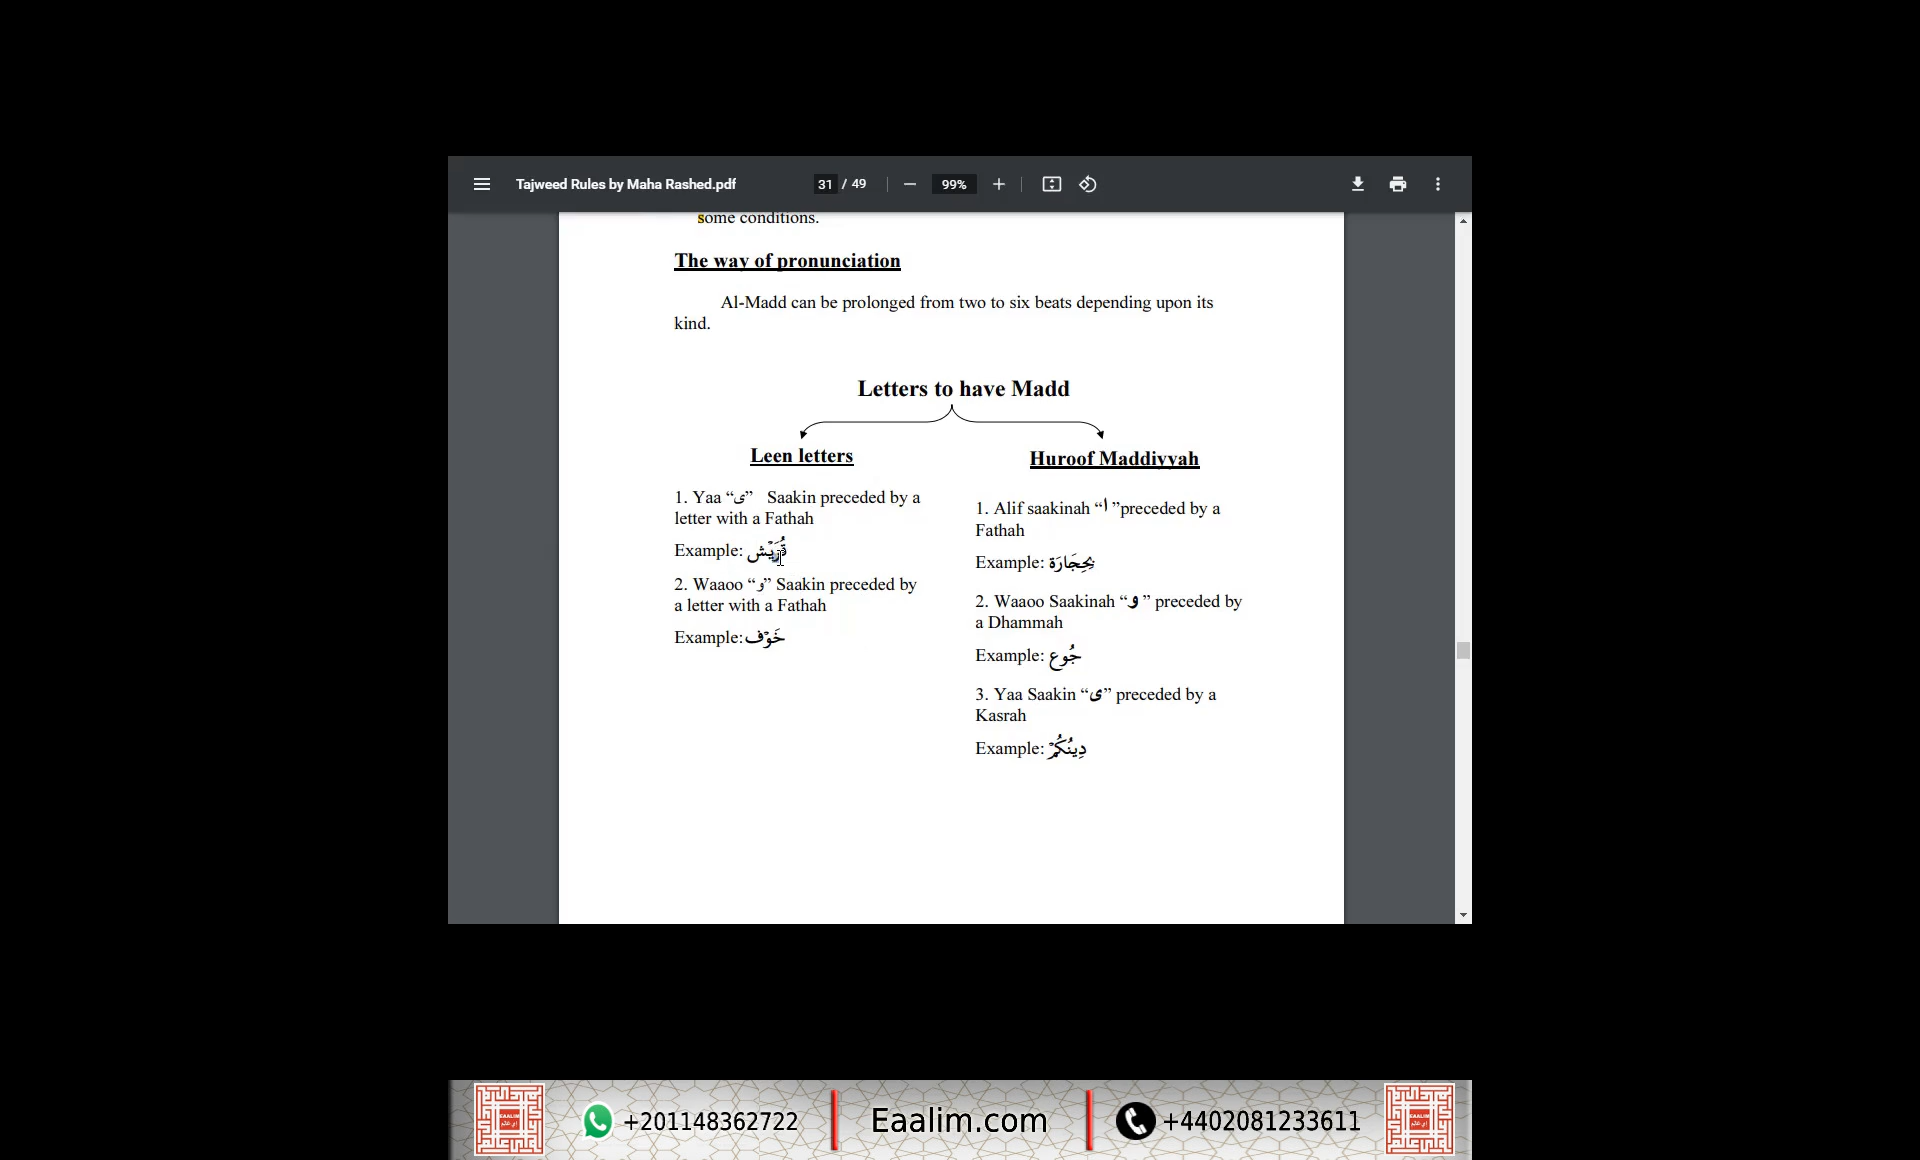 Tajweed Rules by Maha Rashed.pdf
31 / 49
99%
some conditions.
The way of pronunciation
Al-Madd can be prolonged from two to six beats depending upon its
kind.
Letters to have Madd
Leen letters
1. Yaa “ى” Saakin preceded by a
letter with a Fathah
Example: قُرَيْش
2. Waaoo “و” Saakin preceded by
a letter with a Fathah
Example: خَوْف
Huroof Maddiyyah
1. Alif saakinah “ا ”preceded by a
Fathah
Example: بِحِجَارَة
2. Waaoo Saakinah “و ” preceded by
a Dhammah
Example: جُوع
3. Yaa Saakin “ى” preceded by a
Kasrah
Example: دِينُكُمْ
+201148362722
Eaalim.com
+4402081233611
EAALIM
EAALIM